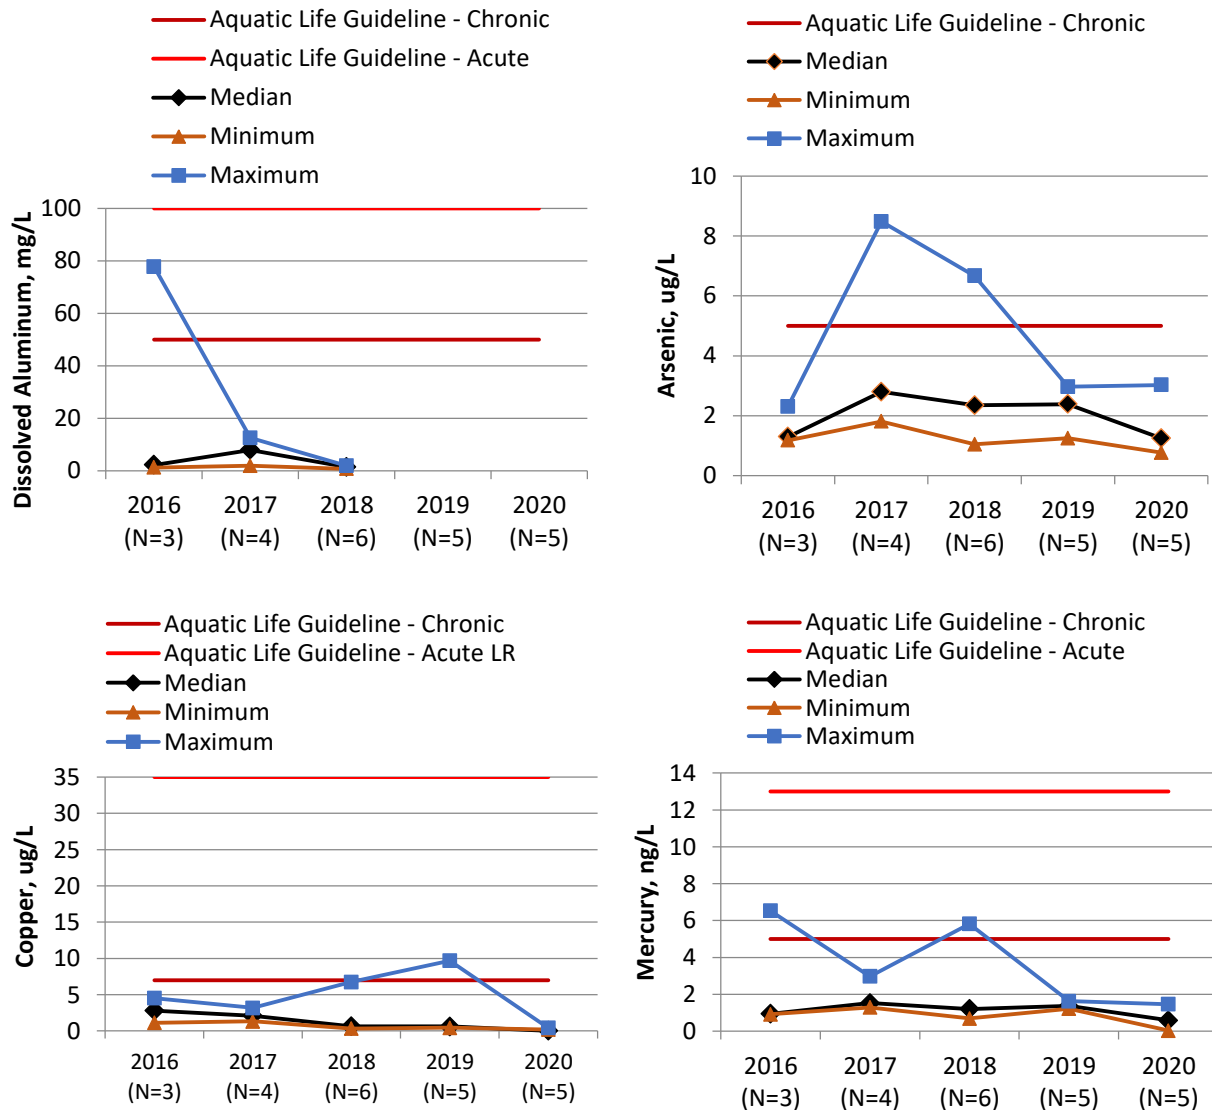 Aquatic Life Guideline - Chronic
Aquatic Life Guideline - Acute
Median
Minimum
Maximum
Dissolved Aluminum, mg/L
100
80
60
40
20
0
2016 2017 2018 2019 2020
(N=3) (N=4) (N=6) (N=5) (N=5)
Aquatic Life Guideline - Chronic
Median
Minimum
Maximum
Arsenic, ug/L
10
8
6
4
2
0
2016 2017 2018 2019 2020
(N=3) (N=4) (N=6) (N=5) (N=5)
Aquatic Life Guideline - Chronic
Aquatic Life Guideline - Acute LR
Median
Minimum
Maximum
Copper, ug/L
35
30
25
20
15
10
5
0
2016 2017 2018 2019 2020
(N=3) (N=4) (N=6) (N=5) (N=5)
Aquatic Life Guideline - Chronic
Aquatic Life Guideline - Acute
Median
Minimum
Maximum
Mercury, ng/L
14
13
12
10
8
6
4
2
0
2016 2017 2018 2019 2020
(N=3) (N=4) (N=6) (N=5) (N=5)